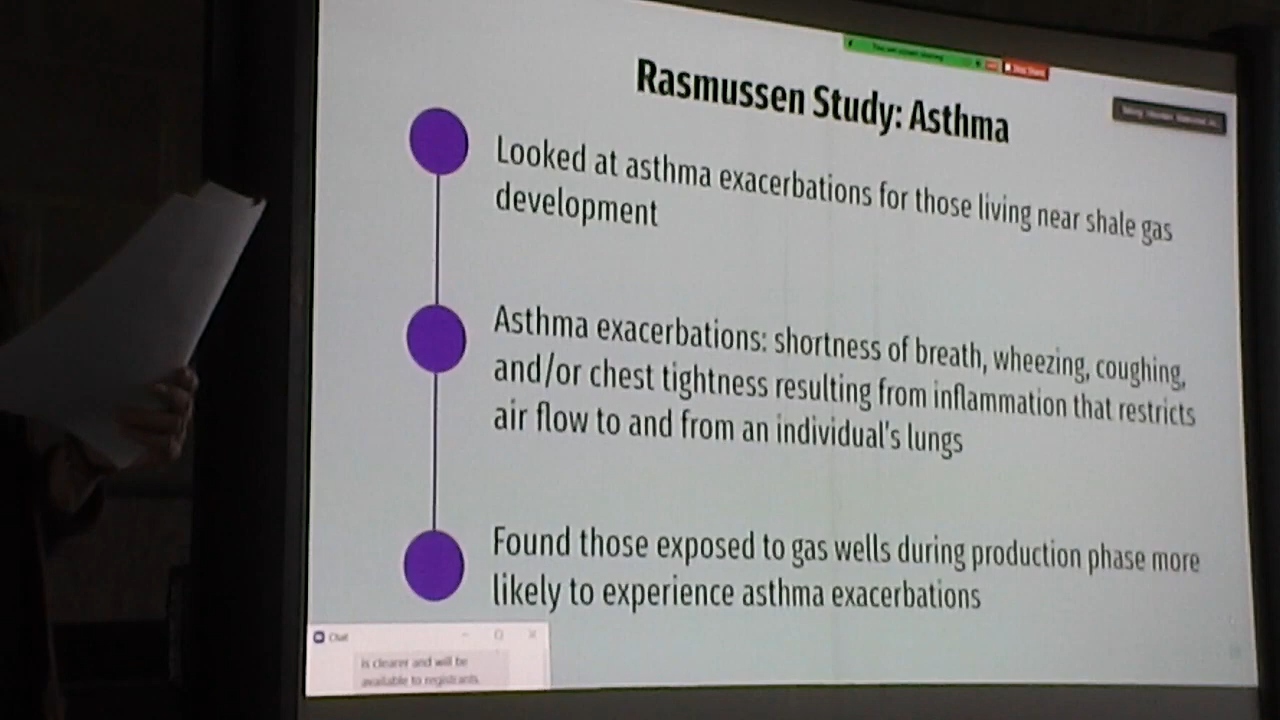 Rasmussen Study: Asthma
Looked at asthma exacerbations for those living near shale gas
development
Asthma exacerbations: shortness of breath, wheezing, coughing,
and/or chest tightness resulting from inflammation that restricts
air flow to and from an individual's lungs
Found those exposed to gas wells during production phase more
likely to experience asthma exacerbations
Chat
is clearer and will be
available to registrants.